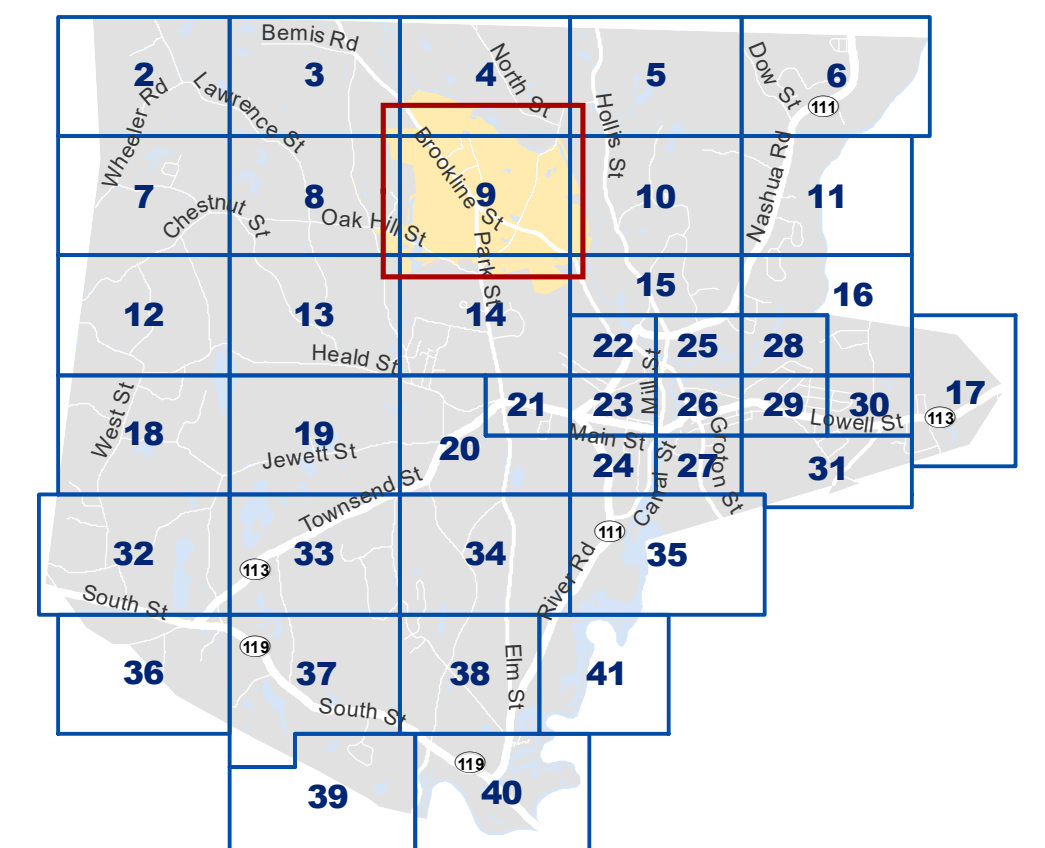 Bemis Rd
2
3
4
5
6
North St
Dow St
111
Wheeler Rd
Lawrence St
Hollis St
Brookline St
Nashua Rd
7
8
9
10
11
Chestnut St
Oak Hill St
Park St
12
13
14
15
16
Heald St
22
25
28
Mill St
17
113
West St
18
19
20
21
23
26
29
30
Lowell St
Jewett St
Main St
24
27
31
Groton St
Canal St
Townsend St
32
33
34
35
111
113
River Rd
South St
119
36
37
38
41
Elm St
South St
119
39
40